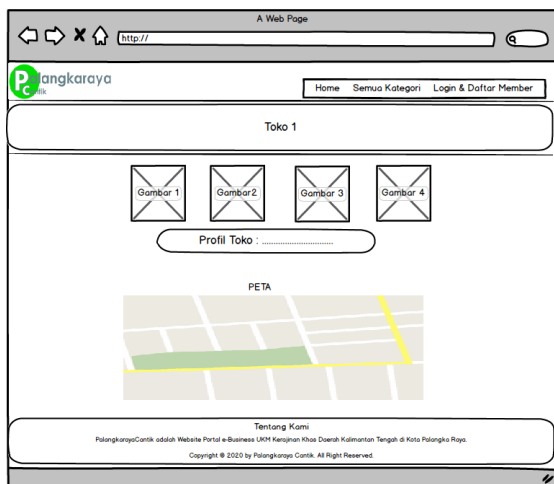 A Web Page
http://
Palangkaraya
Cantik
Home Semua Kategori Login & Daftar Member
Toko 1
Gambar 1 Gambar2 Gambar 3 Gambar 4
Profil Toko : ................................
PETA
Tentang Kami
PalangkarayaCantik adalah Website Portal e-Business UKM Kerajinan Khas Daerah Kalimantan Tengah di Kota Palangka Raya.
Copyright © 2020 by Palangkaraya Cantik. All Right Reserved.